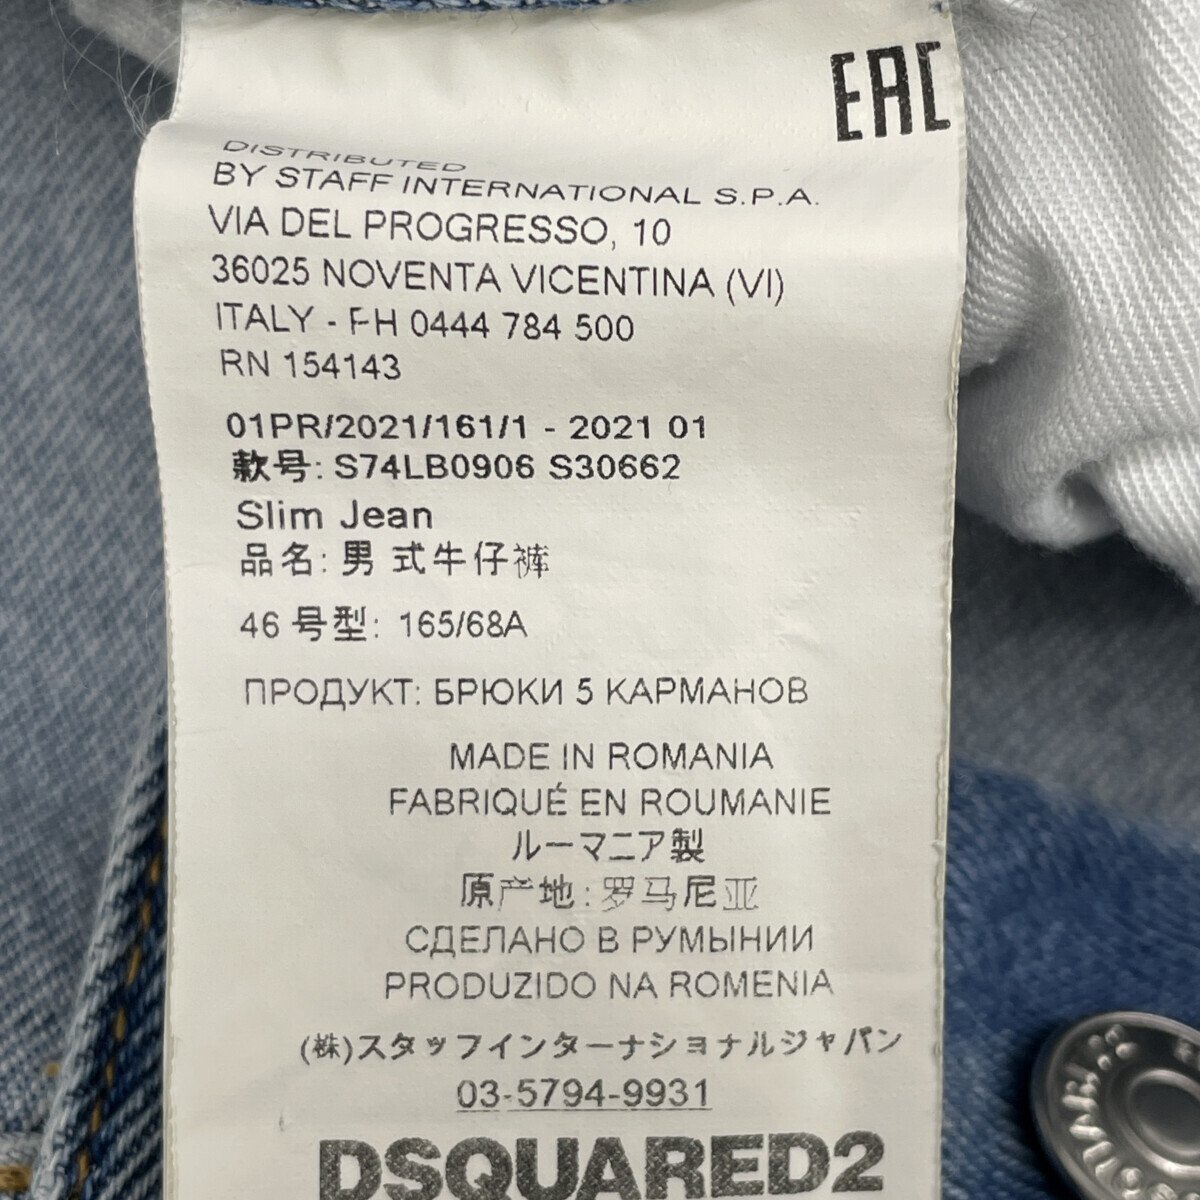 EAC
DISTRIBUTED
BY STAFF INTERNATIONAL S.P.A.
VIA DEL PROGRESSO, 10
36025 NOVENTA VICENTINA (VI)
ITALY - PH 0444 784 500
RN 154143
01PR/2021/161/1 - 2021 01
款号: S74LB0906 S30662
Slim Jean
品名: 男式牛仔裤
46 号型: 165/68A
ПРОДУКТ: БРЮКИ 5 КАРМАНОВ
MADE IN ROMANIA
FABRIQUÉ EN ROUMANIE
ルーマニア製
原产地: 罗马尼亚
СДЕЛАНО В РУМЫНИИ
PRODUZIDO NA ROMENIA
(株)スタッフインターナショナルジャパン
03-5794-9931
DSQUARED2